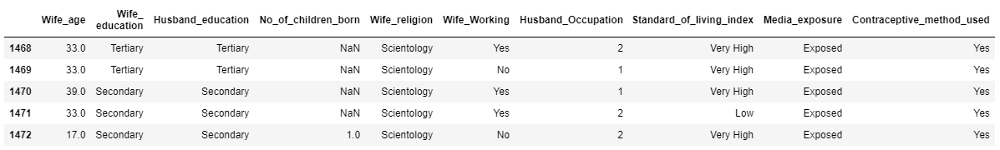 Wife_age Wife_ education Husband_education No_of_children_born Wife_religion Wife_Working Husband_Occupation Standard_of_living_index Media_exposure Contraceptive_method_used
1468 33.0 Tertiary Tertiary NaN Scientology Yes 2 Very High Exposed Yes
1469 33.0 Tertiary Tertiary NaN Scientology No 1 Very High Exposed Yes
1470 39.0 Secondary Secondary NaN Scientology Yes 1 Very High Exposed Yes
1471 33.0 Secondary Secondary NaN Scientology Yes 2 Low Exposed Yes
1472 17.0 Secondary Secondary 1.0 Scientology No 2 Very High Exposed Yes